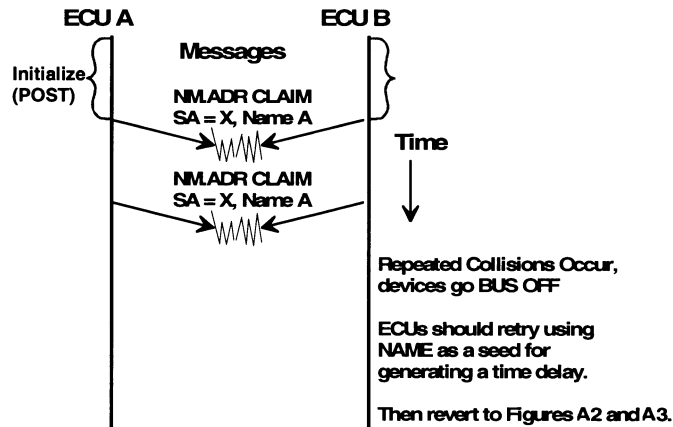 ECU A
ECU B
Messages
Initialize
(POST)
NM.ADR CLAIM
SA = X, Name A
Time
NM.ADR CLAIM
SA = X, Name A
Repeated Collisions Occur,
devices go BUS OFF
ECUs should retry using
NAME as a seed for
generating a time delay.
Then revert to Figures A2 and A3.